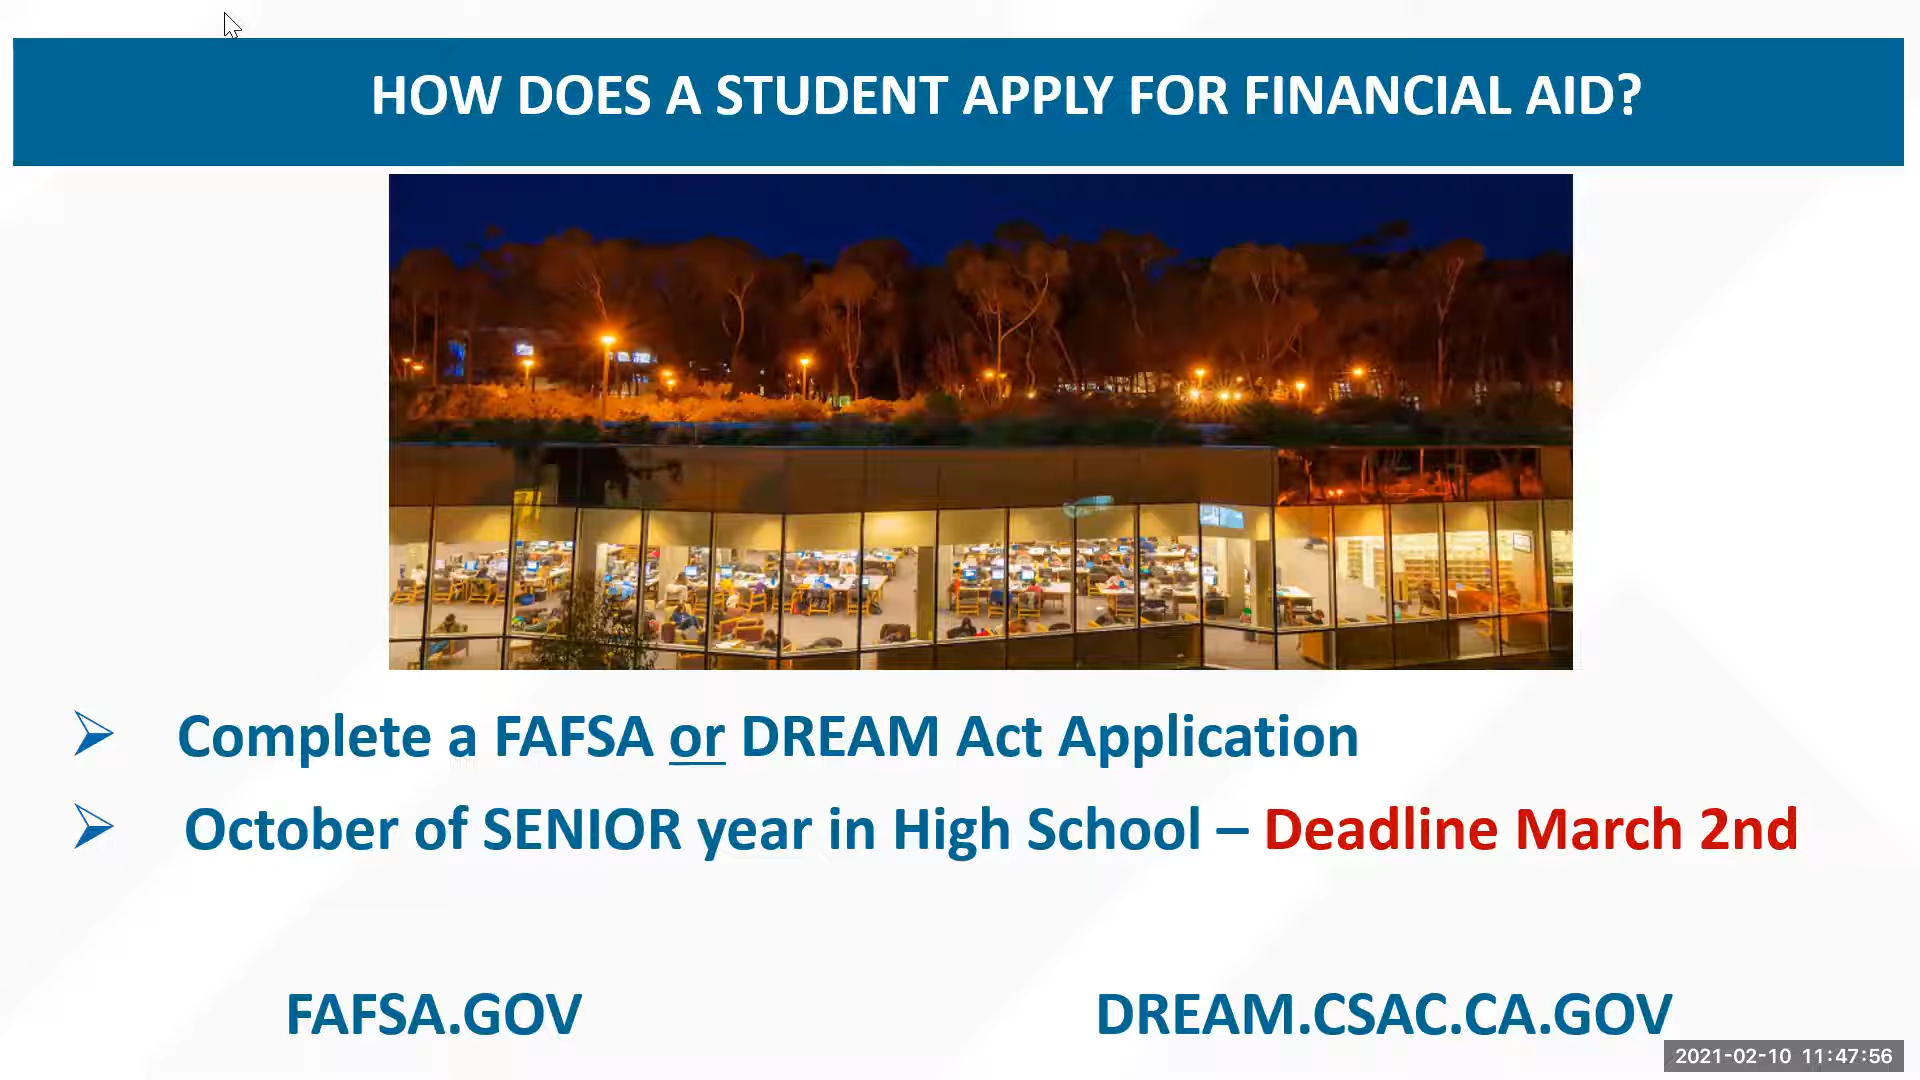 HOW DOES A STUDENT APPLY FOR FINANCIAL AID?
Complete a FAFSA or DREAM Act Application
October of SENIOR year in High School – Deadline March 2nd
FAFSA.GOV
DREAM.CSAC.CA.GOV
2021-02-10 11:47:56